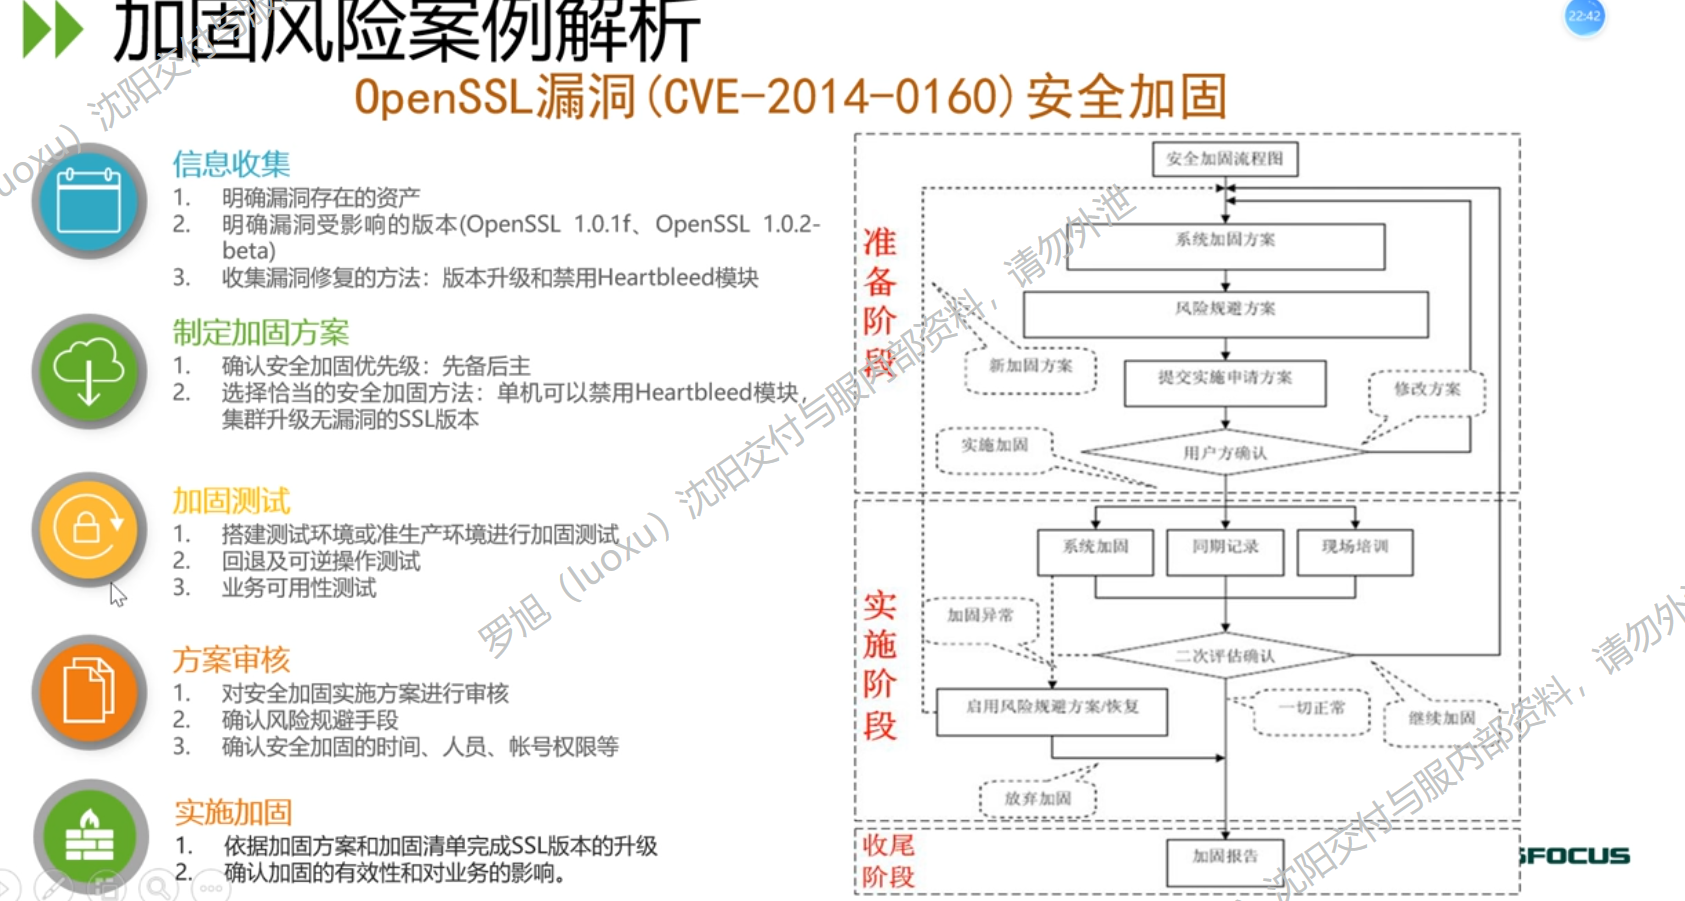 加固风险案例解析
22:42
OpenSSL漏洞(CVE-2014-0160)安全加固
信息收集
1. 明确漏洞存在的资产
2. 明确漏洞受影响的版本(OpenSSL 1.0.1f、OpenSSL 1.0.2-
beta)
3. 收集漏洞修复的方法：版本升级和禁用Heartbleed模块
制定加固方案
1. 确认安全加固优先级：先备后主
2. 选择恰当的安全加固方法：单机可以禁用Heartbleed模块，
集群升级无漏洞的SSL版本
加固测试
1. 搭建测试环境或准生产环境进行加固测试
2. 回退及可逆操作测试
3. 业务可用性测试
方案审核
1. 对安全加固实施方案进行审核
2. 确认风险规避手段
3. 确认安全加固的时间、人员、帐号权限等
实施加固
1. 依据加固方案和加固清单完成SSL版本的升级
2. 确认加固的有效性和对业务的影响。
准备阶段
安全加固流程图
系统加固方案
风险规避方案
新加固方案
提交实施申请方案
修改方案
实施加固
用户方确认
实施阶段
系统加固
同期记录
现场培训
加固异常
二次评估确认
启用风险规避方案/恢复
一切正常
继续加固
放弃加固
收尾
阶段
加固报告
SFOCUS
uoxu）沈阳交付与服
罗旭（luoxu）沈阳交付与服内部资料，请勿外泄
沈阳交付与服内部资料，请勿外